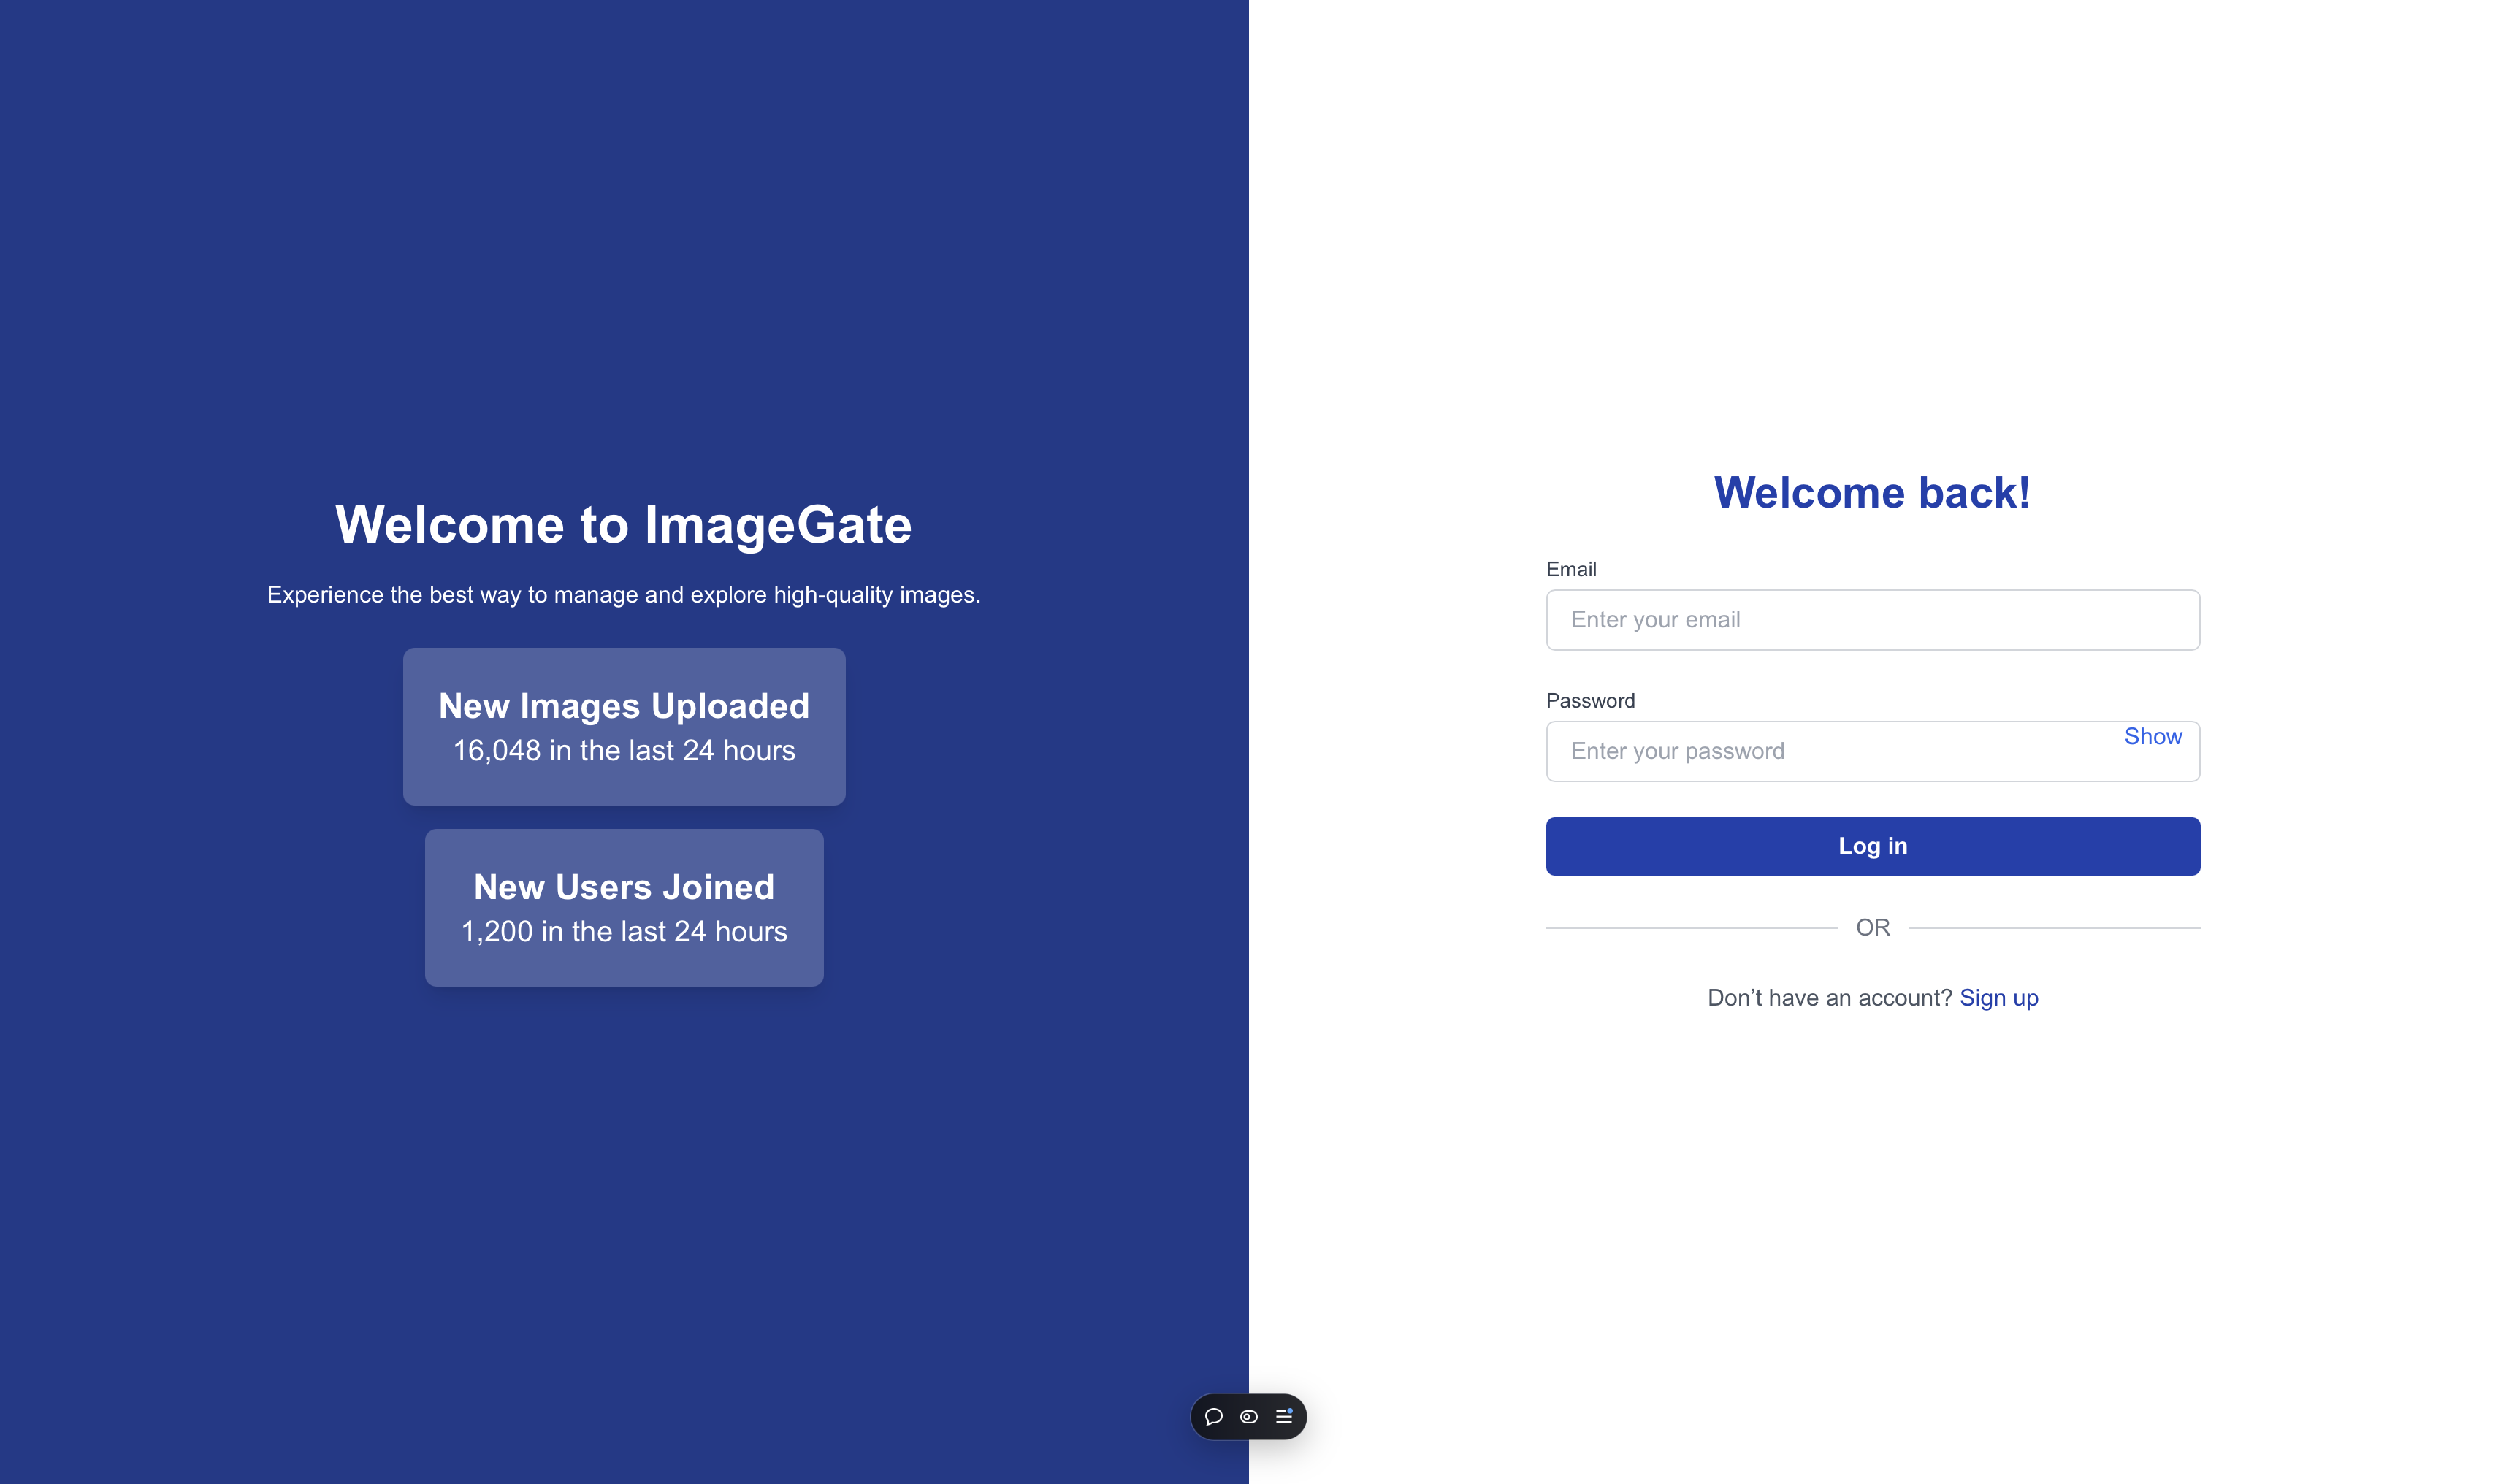 Welcome to ImageGate
Experience the best way to manage and explore high-quality images.
New Images Uploaded
16,048 in the last 24 hours
New Users Joined
1,200 in the last 24 hours
Welcome back!
Email
Enter your email
Password
Enter your password
Show
Log in
OR
Don’t have an account? Sign up